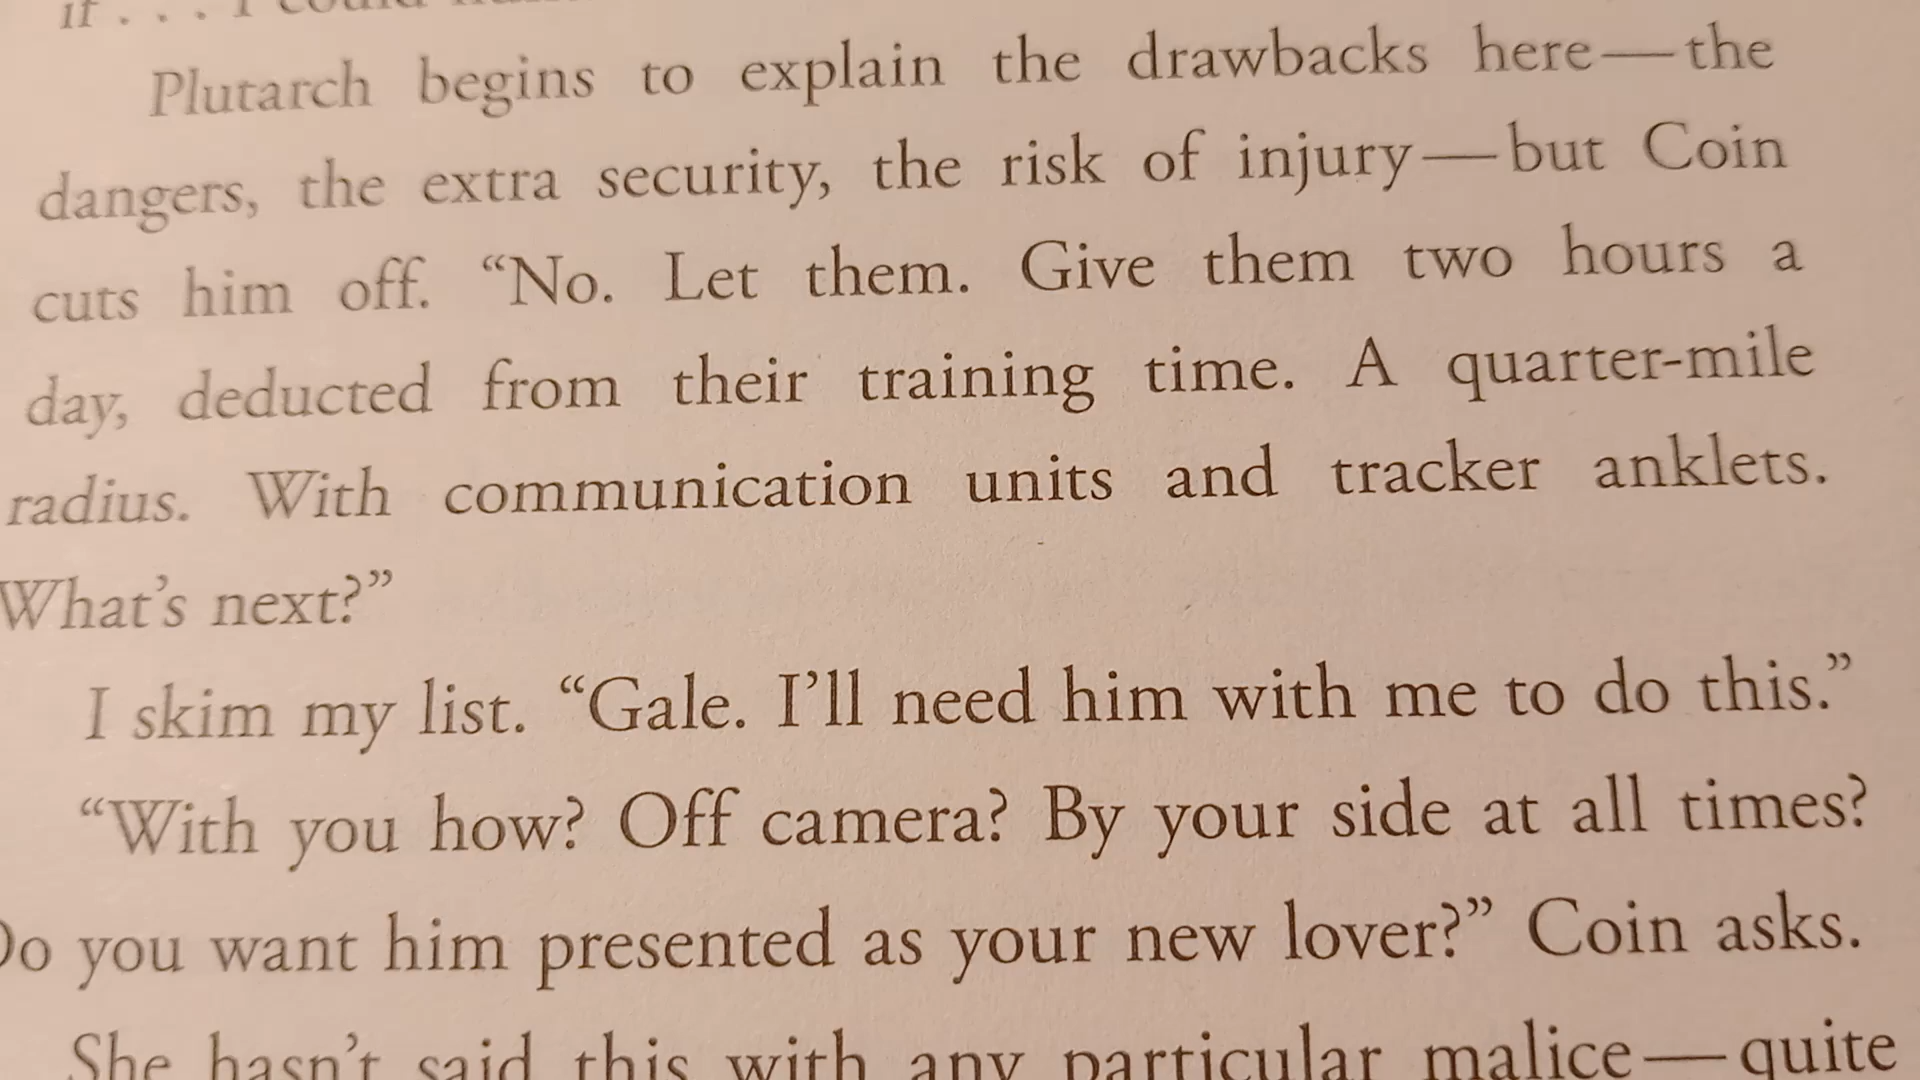 if . . . I could
Plutarch begins to explain the drawbacks here—the
dangers, the extra security, the risk of injury—but Coin
cuts him off. “No. Let them. Give them two hours a
day, deducted from their training time. A quarter-mile
radius. With communication units and tracker anklets.
What’s next?”
I skim my list. “Gale. I’ll need him with me to do this.”
“With you how? Off camera? By your side at all times?
Do you want him presented as your new lover?” Coin asks.
She hasn’t said this with any particular malice—quite